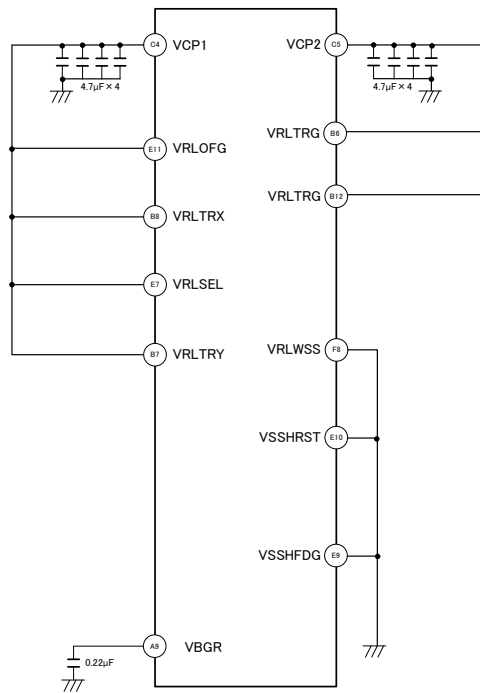 C4 VCP1 VCP2 C5
4.7μF×4 4.7μF×4
VRLTRG B6
E11 VRLOFG
VRLTRG B12
B8 VRLTRX
E7 VRLSEL
B7 VRLTRY VRLWSS F8
VSSHRST E10
VSSHFDG E9
A9 VBGR
0.22μF